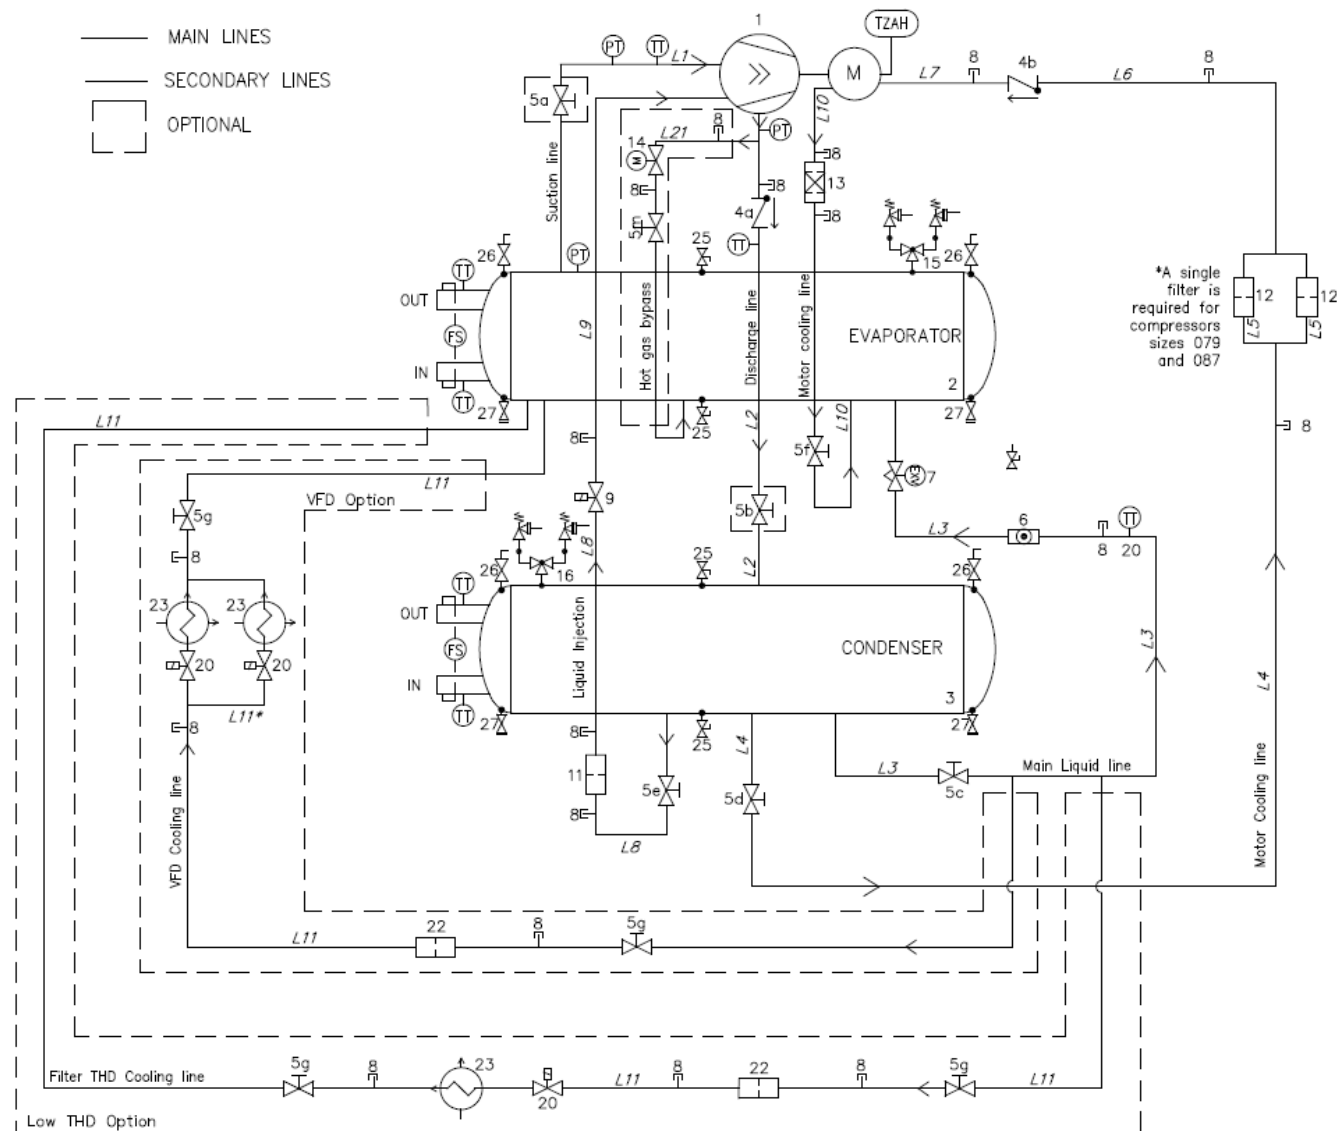 MAIN LINES
SECONDARY LINES
OPTIONAL
1
TZAH
PT
TT
L1
M
L7
8
4b
L6
8
5a
L10
8
L21
PT
14
M
8
13
8
8
8
4a
5m
TT
Suction line
26
TT
PT
25
15
26
OUT
FS
IN
TT
27
L9
Hot gas bypass
Discharge line
Motor cooling line
EVAPORATOR
2
27
12
12
L5
L5
*A single
filter is
required for
compressors
sizes 079
and 087
L11
8
25
L2
L10
8
5f
L11
VFD Option
9
EV3
7
5g
5b
L3
6
8
TT
20
8
16
L8
L2
25
26
TT
26
23
23
OUT
FS
IN
TT
27
Liquid Injection
CONDENSER
3
27
L3
20
20
L11*
8
8
25
L4
L4
11
5e
5d
L3
5c
Main Liquid line
8
L8
VFD Cooling line
Motor Cooling line
L11
22
8
5g
Filter THD Cooling line
5g
8
23
20
L11
8
22
8
5g
L11
Low THD Option